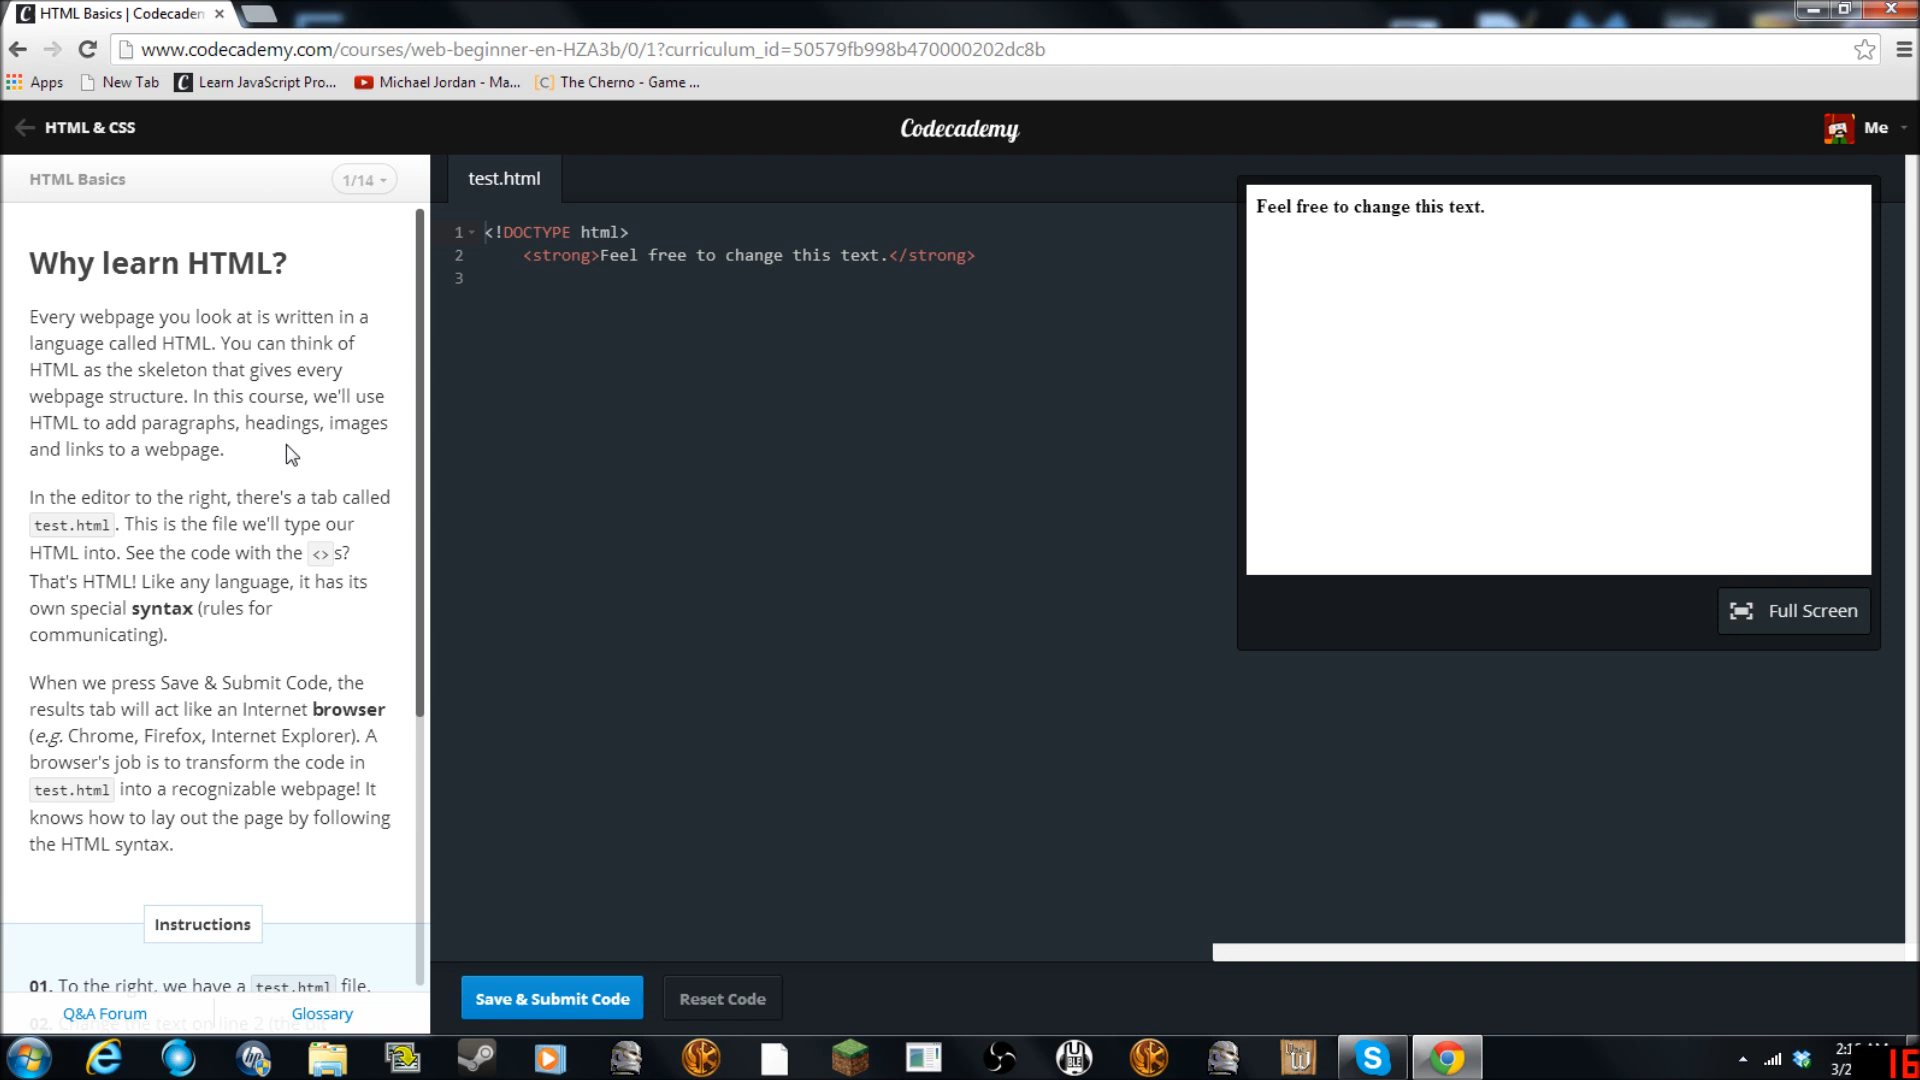 HTML Basics | Codecaden
www.codecademy.com/courses/web-beginner-en-HZA3b/0/1?curriculum_id=50579fb998b470000202dc8b
Apps New Tab Learn JavaScript Pro... Michael Jordan - Ma... [C] The Cherno - Game ...
HTML & CSS
Codecademy
Me
HTML Basics
1/14
Why learn HTML?
Every webpage you look at is written in a
language called HTML. You can think of
HTML as the skeleton that gives every
webpage structure. In this course, we'll use
HTML to add paragraphs, headings, images
and links to a webpage.
In the editor to the right, there's a tab called
test.html. This is the file we'll type our
HTML into. See the code with the <> s?
That's HTML! Like any language, it has its
own special syntax (rules for
communicating).
When we press Save & Submit Code, the
results tab will act like an Internet browser
(e.g. Chrome, Firefox, Internet Explorer). A
browser's job is to transform the code in
test.html into a recognizable webpage! It
knows how to lay out the page by following
the HTML syntax.
Instructions
01. To the right, we have a test.html file.
02. Change the text on line 2 (the bit
Q&A Forum Glossary
test.html
1 <!DOCTYPE html>
2 <strong>Feel free to change this text.</strong>
3
Feel free to change this text.
Full Screen
Save & Submit Code
Reset Code
16